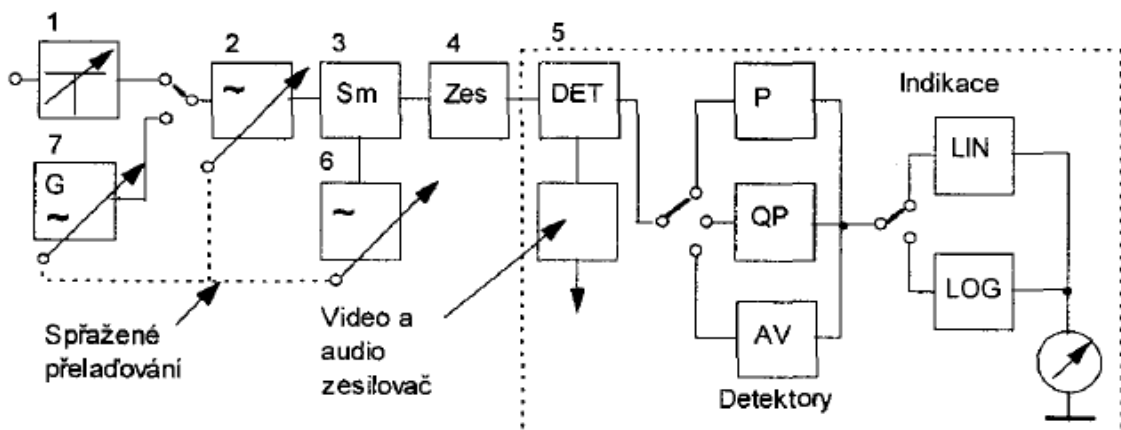 1
2
3
4
5
~
Sm
Zes
DET
P
Indikace
7
G
~
6
~
QP
LIN
LOG
AV
Spřažené
přelaďování
Video a
audio
zesilovač
Detektory